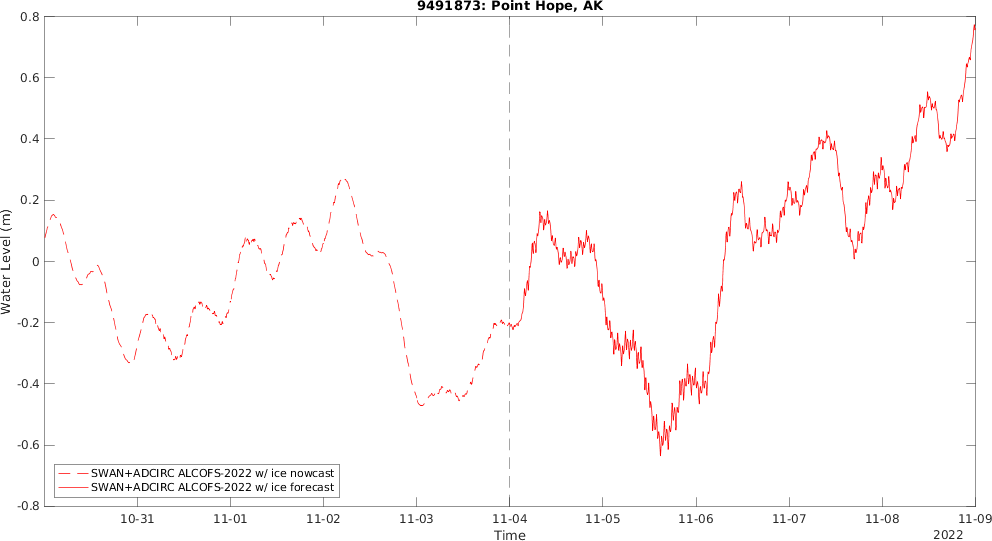 9491873: Point Hope, AK
0.8
0.6
0.4
0.2
0
-0.2
-0.4
-0.6
-0.8
Water Level (m)
SWAN+ADCIRC ALCOFS-2022 w/ ice nowcast
SWAN+ADCIRC ALCOFS-2022 w/ ice forecast
10-31 11-01 11-02 11-03 11-04 11-05 11-06 11-07 11-08 11-09
Time
2022